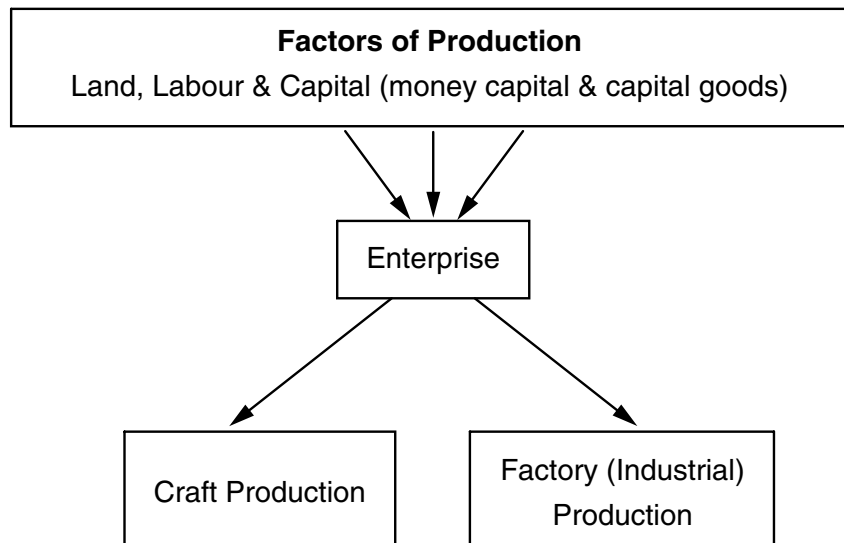 Factors of Production
Land, Labour & Capital (money capital & capital goods)
Enterprise
Craft Production
Factory (Industrial)
Production